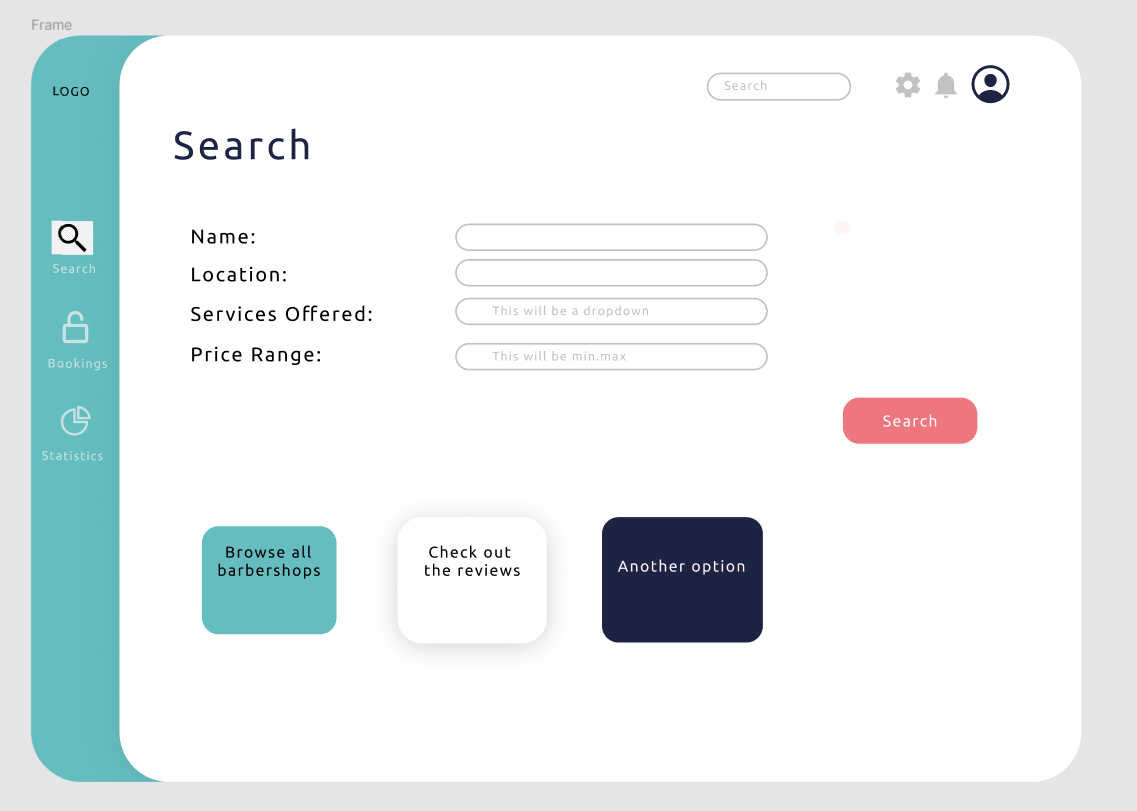 Frame
LOGO
Search
Search
Search
Bookings
Statistics
Name:
Location:
Services Offered:
This will be a dropdown
Price Range:
This will be min.max
Search
Browse all
barbershops
Check out
the reviews
Another option